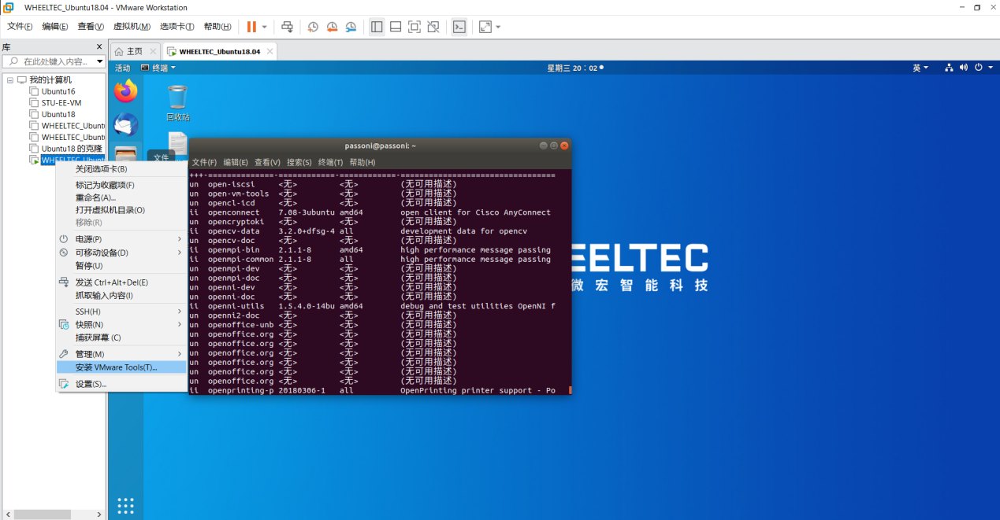 WHEELTEC_Ubuntu18.04 - VMware Workstation
文件(F) 编辑(E) 查看(V) 虚拟机(M) 选项卡(T) 帮助(H)
库
在此处键入内容...
主页
WHEELTEC_Ubuntu18.04
我的计算机
Ubuntu16
STU-EE-VM
Ubuntu18
WHEELTEC_Ubunt
WHEELTEC_Ubunt
Ubuntu18 的克隆
WHEELTEC_Ubuntu
活动 终端
星期三 20：02
英
回收站
文件
关闭选项卡(B)
标记为收藏项(F)
重命名(A)...
打开虚拟机目录(O)
移除(R)
电源(P)
可移动设备(D)
暂停(U)
发送 Ctrl+Alt+Del(E)
抓取输入内容(I)
SSH(H)
快照(N)
捕获屏幕 (C)
管理(M)
安装 VMware Tools(T)...
设置(S)...
passoni@passoni: ~
文件(F) 编辑(E) 查看(V) 搜索(S) 终端(T) 帮助(H)
+++-==============-============-============-=================================
un open-iscsi <无> <无> (无可用描述)
un open-vm-tools <无> <无> (无可用描述)
un opencl-icd <无> <无> (无可用描述)
ii openconnect 7.08-3ubuntu amd64 open client for Cisco AnyConnect
un opencryptoki <无> <无> (无可用描述)
ii opencv-data 3.2.0+dfsg-4 all development data for opencv
un opencv-doc <无> <无> (无可用描述)
ii openmpi-bin 2.1.1-8 amd64 high performance message passing
ii openmpi-common 2.1.1-8 all high performance message passing
un openmpi-dev <无> <无> (无可用描述)
un openmpi-doc <无> <无> (无可用描述)
un openni-dev <无> <无> (无可用描述)
un openni-doc <无> <无> (无可用描述)
ii openni-utils 1.5.4.0-14bu amd64 debug and test utilities OpenNI f
un openni2-doc <无> <无> (无可用描述)
un openoffice-unb <无> <无> (无可用描述)
un openoffice.org <无> <无> (无可用描述)
un openoffice.org <无> <无> (无可用描述)
un openoffice.org <无> <无> (无可用描述)
un openoffice.org <无> <无> (无可用描述)
un openoffice.org <无> <无> (无可用描述)
un openoffice.org <无> <无> (无可用描述)
un openoffice.org <无> <无> (无可用描述)
ii openprinting-p 20180306-1 all OpenPrinting printer support - Po
EELTEC
微宏智能科技